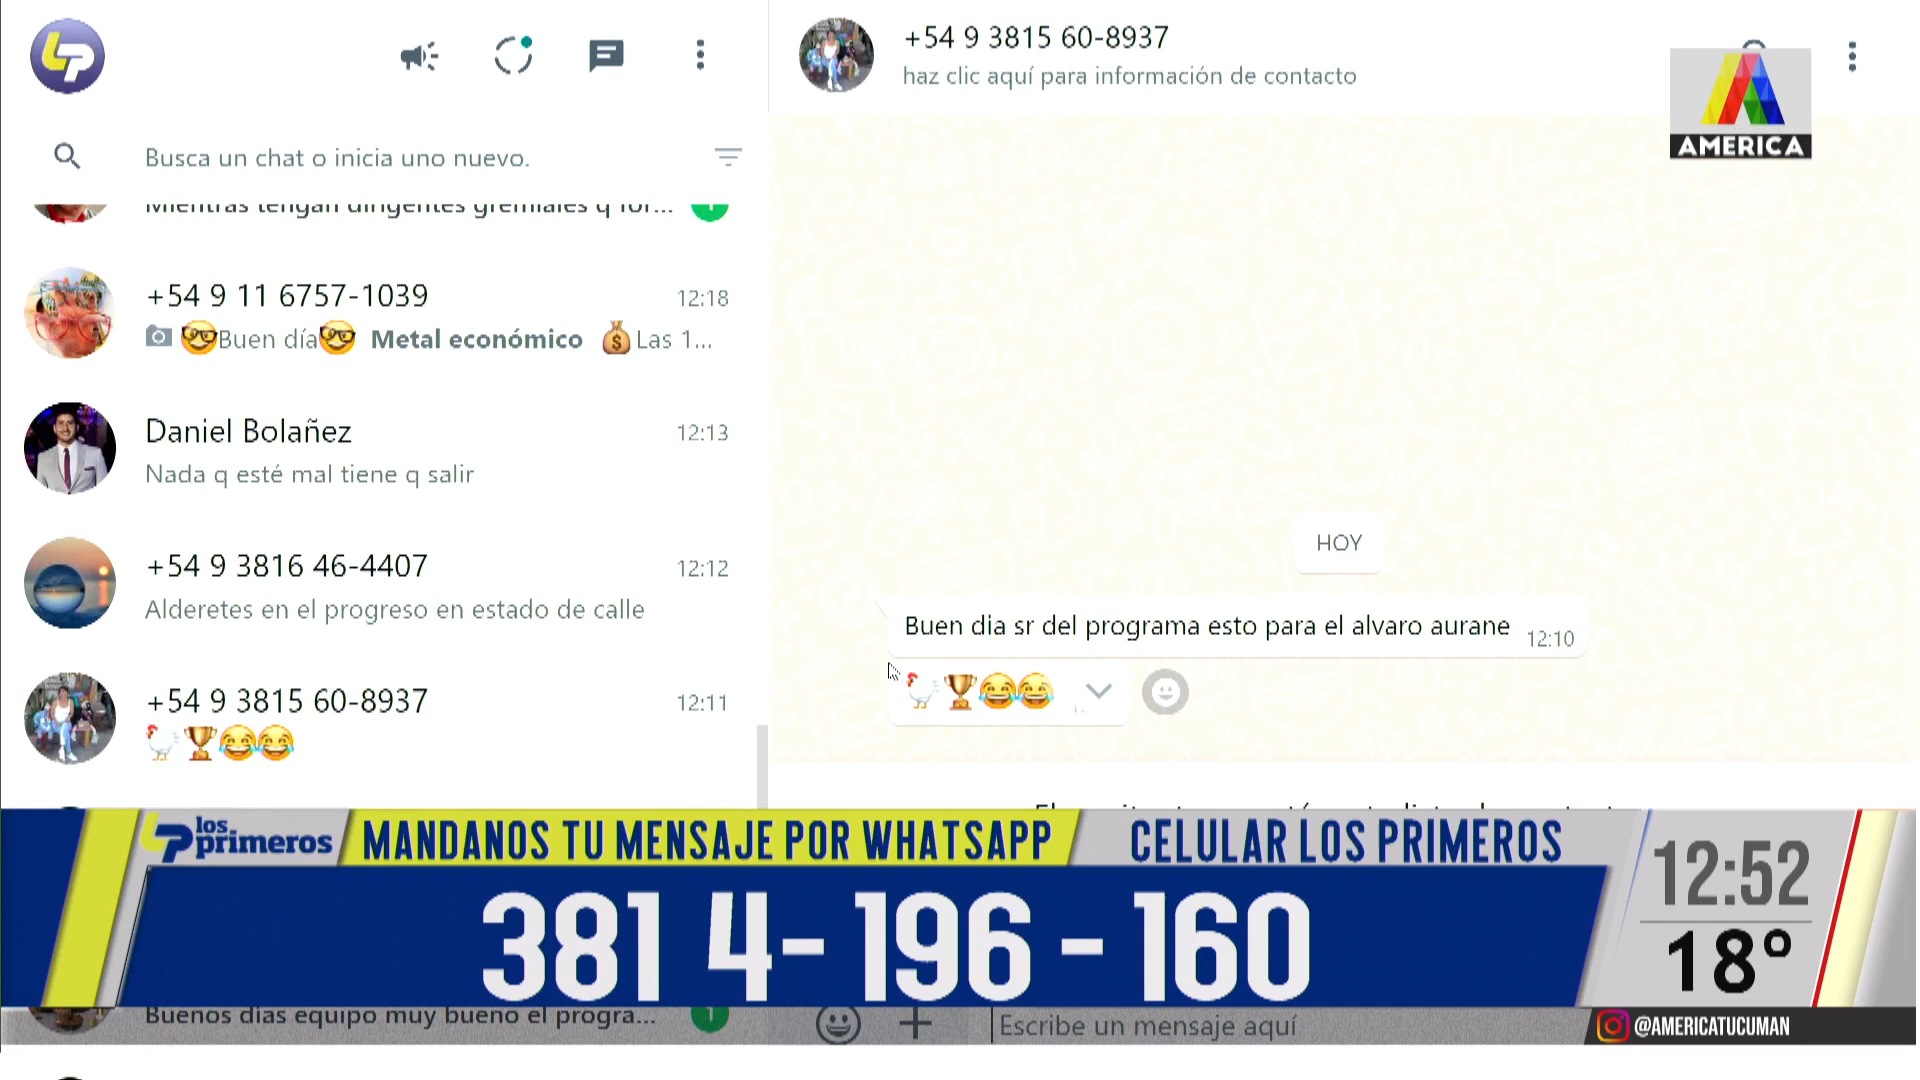 +54 9 3815 60-8937
haz clic aquí para información de contacto
AMERICA
Busca un chat o inicia uno nuevo.
Mientras tengan dirigentes gremiales q
+54 9 11 6757-1039
12:18
🤓Buen día🤓 Metal económico 💰Las 1...
Daniel Bolañez
12:13
Nada q esté mal tiene q salir
+54 9 3816 46-4407
12:12
Alderetes en el progreso en estado de calle
+54 9 3815 60-8937
12:11
🐓🏆😂😂
HOY
Buen dia sr del programa esto para el alvaro aurane
12:10
🐓🏆😂😂
los primeros
MANDANOS TU MENSAJE POR WHATSAPP
CELULAR LOS PRIMEROS
381 4- 196 - 160
12:52
18°
Buenos dias equipo muy bueno el progra...
1
Escribe un mensaje aquí
@AMERICATUCUMAN